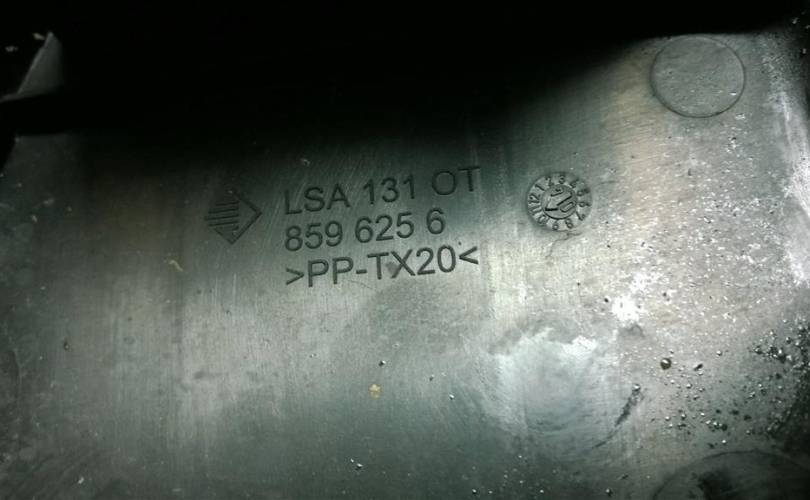 LSA 131 OT
859 625 6
>PP-TX20<